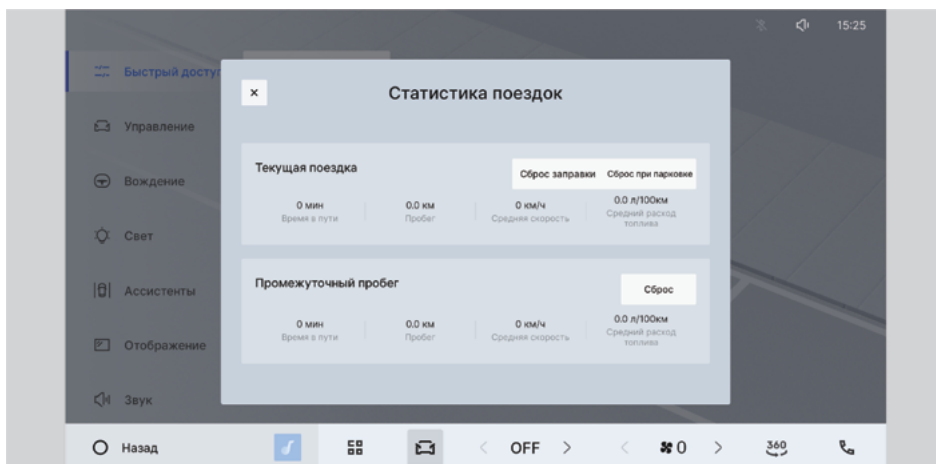 15:25
Быстрый досту
Статистика поездок
Управление
Текущая поездка
Сброс заправки Сброс при парковке
Вождение
0 мин 0.0 км 0 км/ч 0.0 л/100км
Время в пути Пробег Средняя скорость Средний расход
топлива
Свет
Промежуточный пробег
Сброс
Ассистенты
0 мин 0.0 км 0 км/ч 0.0 л/100км
Время в пути Пробег Средняя скорость Средний расход
топлива
Отображение
Звук
Назад OFF 0 360